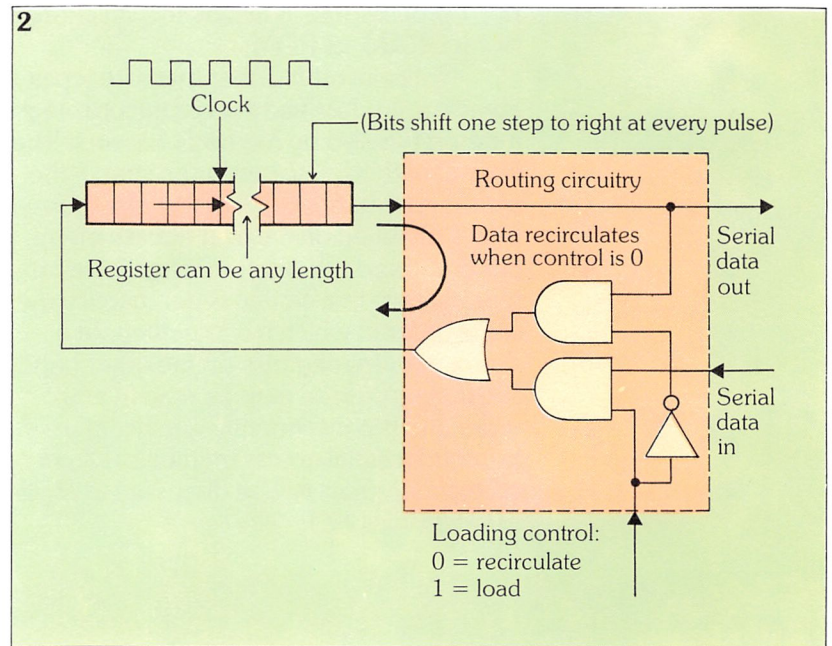 2
Clock
(Bits shift one step to right at every pulse)
Routing circuitry
Data recirculates
when control is 0
Serial
data
out
Register can be any length
Serial
data
in
Loading control:
0 = recirculate
1 = load